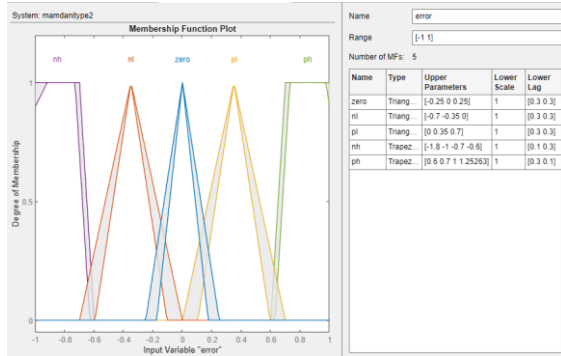 System: mamdanitype2
Membership Function Plot
nh nl zero pl ph
1
0.5
0
Degree of Membership
-1 -0.8 -0.6 -0.4 -0.2 0 0.2 0.4 0.6 0.8 1
Input Variable "error"
Name error
Range [-1 1]
Number of MFs: 5
Name Type Upper Parameters Lower Scale Lower Lag
zero Triang... [-0.25 0 0.25] 1 [0.3 0.3]
nl Triang... [-0.7 -0.35 0] 1 [0.3 0.3]
pl Triang... [0 0.35 0.7] 1 [0.3 0.3]
nh Trapez... [-1.8 -1 -0.7 -0.6] 1 [0.1 0.3]
ph Trapez... [0.6 0.7 1 1.25263] 1 [0.3 0.1]